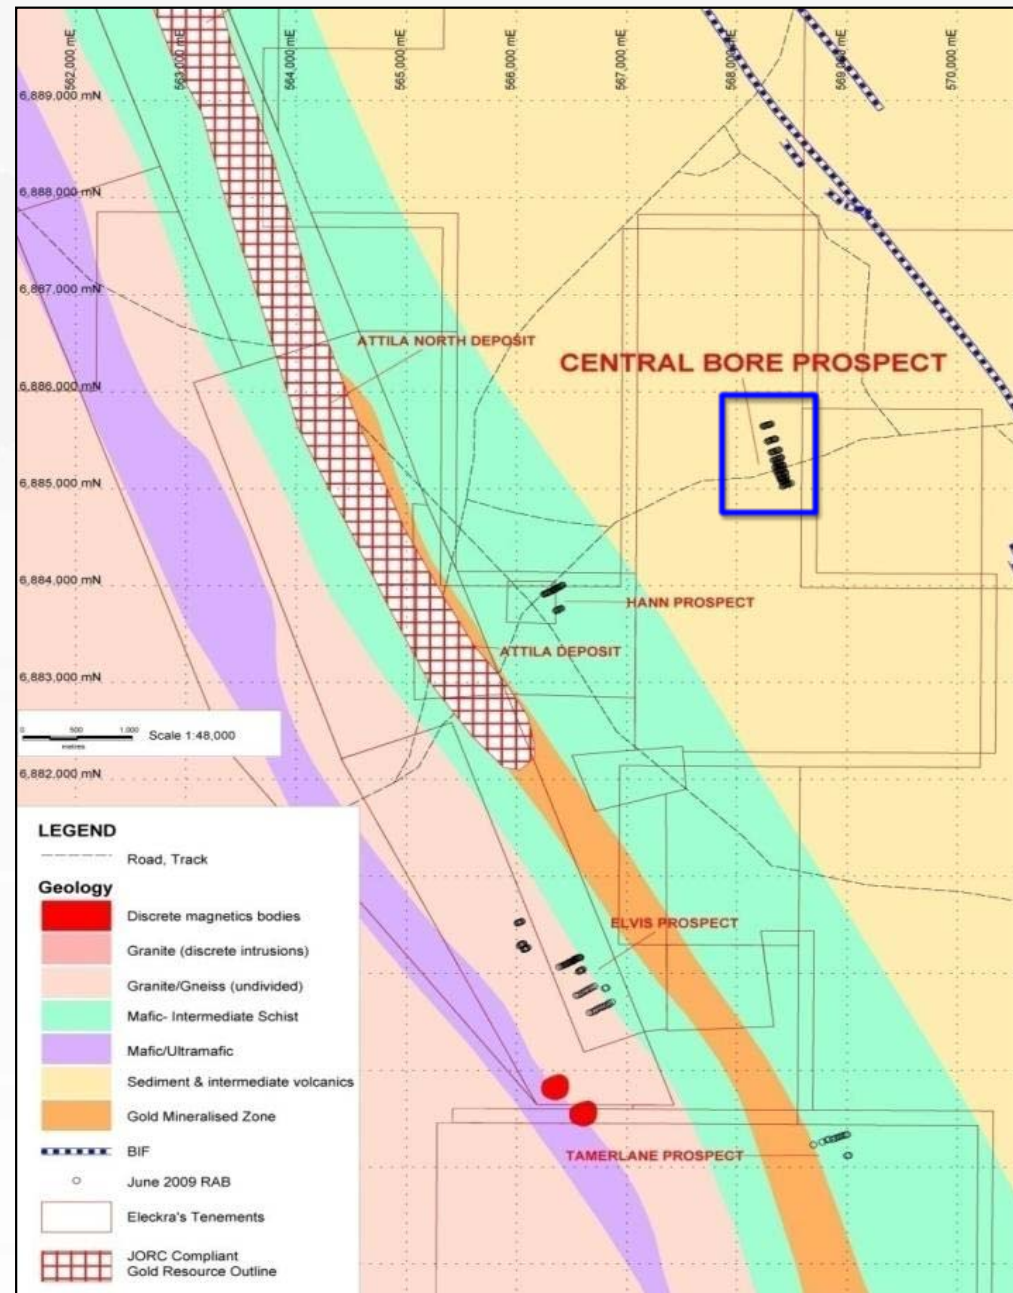 562,000 mE
563,000 mE
564,000 mE
565,000 mE
566,000 mE
567,000 mE
568,000 mE
569,000 mE
570,000 mE
6,889,000 mN
6,888,000 mN
6,887,000 mN
ATTILA NORTH DEPOSIT
CENTRAL BORE PROSPECT
6,886,000 mN
6,885,000 mN
6,884,000 mN
HANN PROSPECT
ATTILA DEPOSIT
6,883,000 mN
0 500 1,000
metres
Scale 1:48,000
6,882,000 mN
LEGEND
Road, Track
Geology
Discrete magnetics bodies
Granite (discrete intrusions)
Granite/Gneiss (undivided)
Mafic- Intermediate Schist
Mafic/Ultramafic
Sediment & intermediate volcanics
Gold Mineralised Zone
BIF
June 2009 RAB
Eleckra's Tenements
JORC Compliant
Gold Resource Outline
ELVIS PROSPECT
TAMERLANE PROSPECT